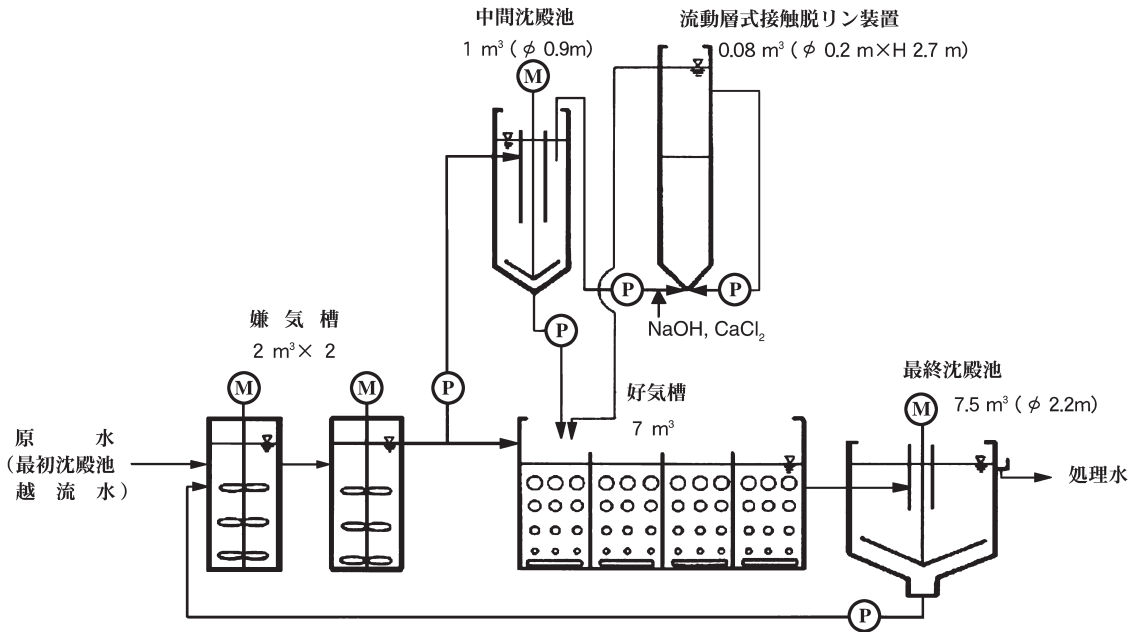 中間沈殿池
1 m³ ( φ 0.9m)
流動層式接触脱リン装置
0.08 m³ (φ 0.2 m×H 2.7 m)
M
P
P
NaOH, CaCl₂
P
嫌 気 槽
2 m³× 2
M
M
P
好気槽
7 m³
最終沈殿池
M
7.5 m³ ( φ 2.2m)
原 水
(最初沈殿池
越 流 水)
処理水
P